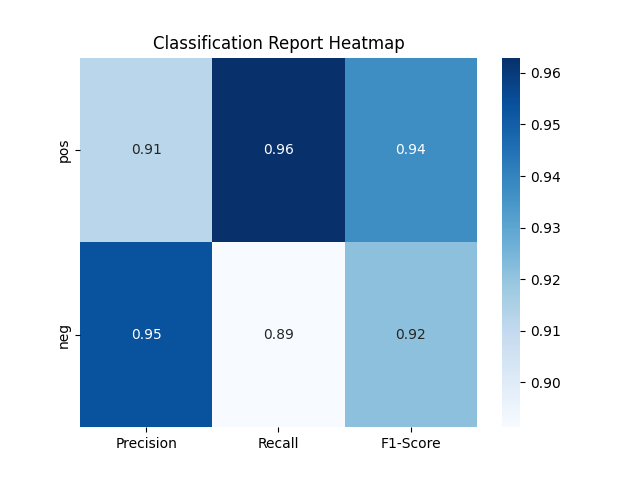 Classification Report Heatmap
pos
0.91 0.96 0.94
neg
0.95 0.89 0.92
Precision Recall F1-Score
0.96
0.95
0.94
0.93
0.92
0.91
0.90